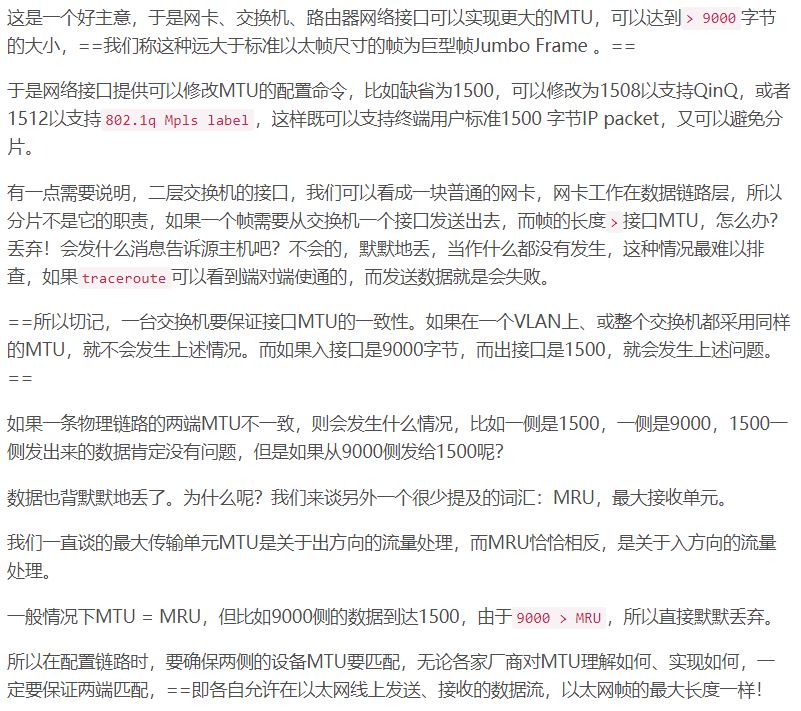 这是一个好主意，于是网卡、交换机、路由器网络接口可以实现更大的MTU，可以达到 > 9000 字节
的大小，==我们称这种远大于标准以太帧尺寸的帧为巨型帧Jumbo Frame 。==
于是网络接口提供可以修改MTU的配置命令，比如缺省为1500，可以修改为1508以支持QinQ，或者
1512以支持 802.1q Mpls label ，这样既可以支持终端用户标准1500 字节IP packet，又可以避免分
片。
有一点需要说明，二层交换机的接口，我们可以看成一块普通的网卡，网卡工作在数据链路层，所以
分片不是它的职责，如果一个帧需要从交换机一个接口发送出去，而帧的长度 > 接口MTU，怎么办？
丢弃！会发什么消息告诉源主机吧？不会的，默默地丢，当作什么都没有发生，这种情况最难以排
查，如果 traceroute 可以看到端对端使通的，而发送数据就是会失败。
==所以切记，一台交换机要保证接口MTU的一致性。如果在一个VLAN上、或整个交换机都采用同样
的MTU，就不会发生上述情况。而如果入接口是9000字节，而出接口是1500，就会发生上述问题。
==
如果一条物理链路的两端MTU不一致，则会发生什么情况，比如一侧是1500，一侧是9000，1500一
侧发出来的数据肯定没有问题，但是如果从9000侧发给1500呢？
数据也背默默地丢了。为什么呢？我们来谈另外一个很少提及的词汇：MRU，最大接收单元。
我们一直谈的最大传输单元MTU是关于出方向的流量处理，而MRU恰恰相反，是关于入方向的流量
处理。
一般情况下MTU = MRU，但比如9000侧的数据到达1500，由于 9000 > MRU ，所以直接默默丢弃。
所以在配置链路时，要确保两侧的设备MTU要匹配，无论各家厂商对MTU理解如何、实现如何，一
定要保证两端匹配，==即各自允许在以太网线上发送、接收的数据流，以太网帧的最大长度一样！